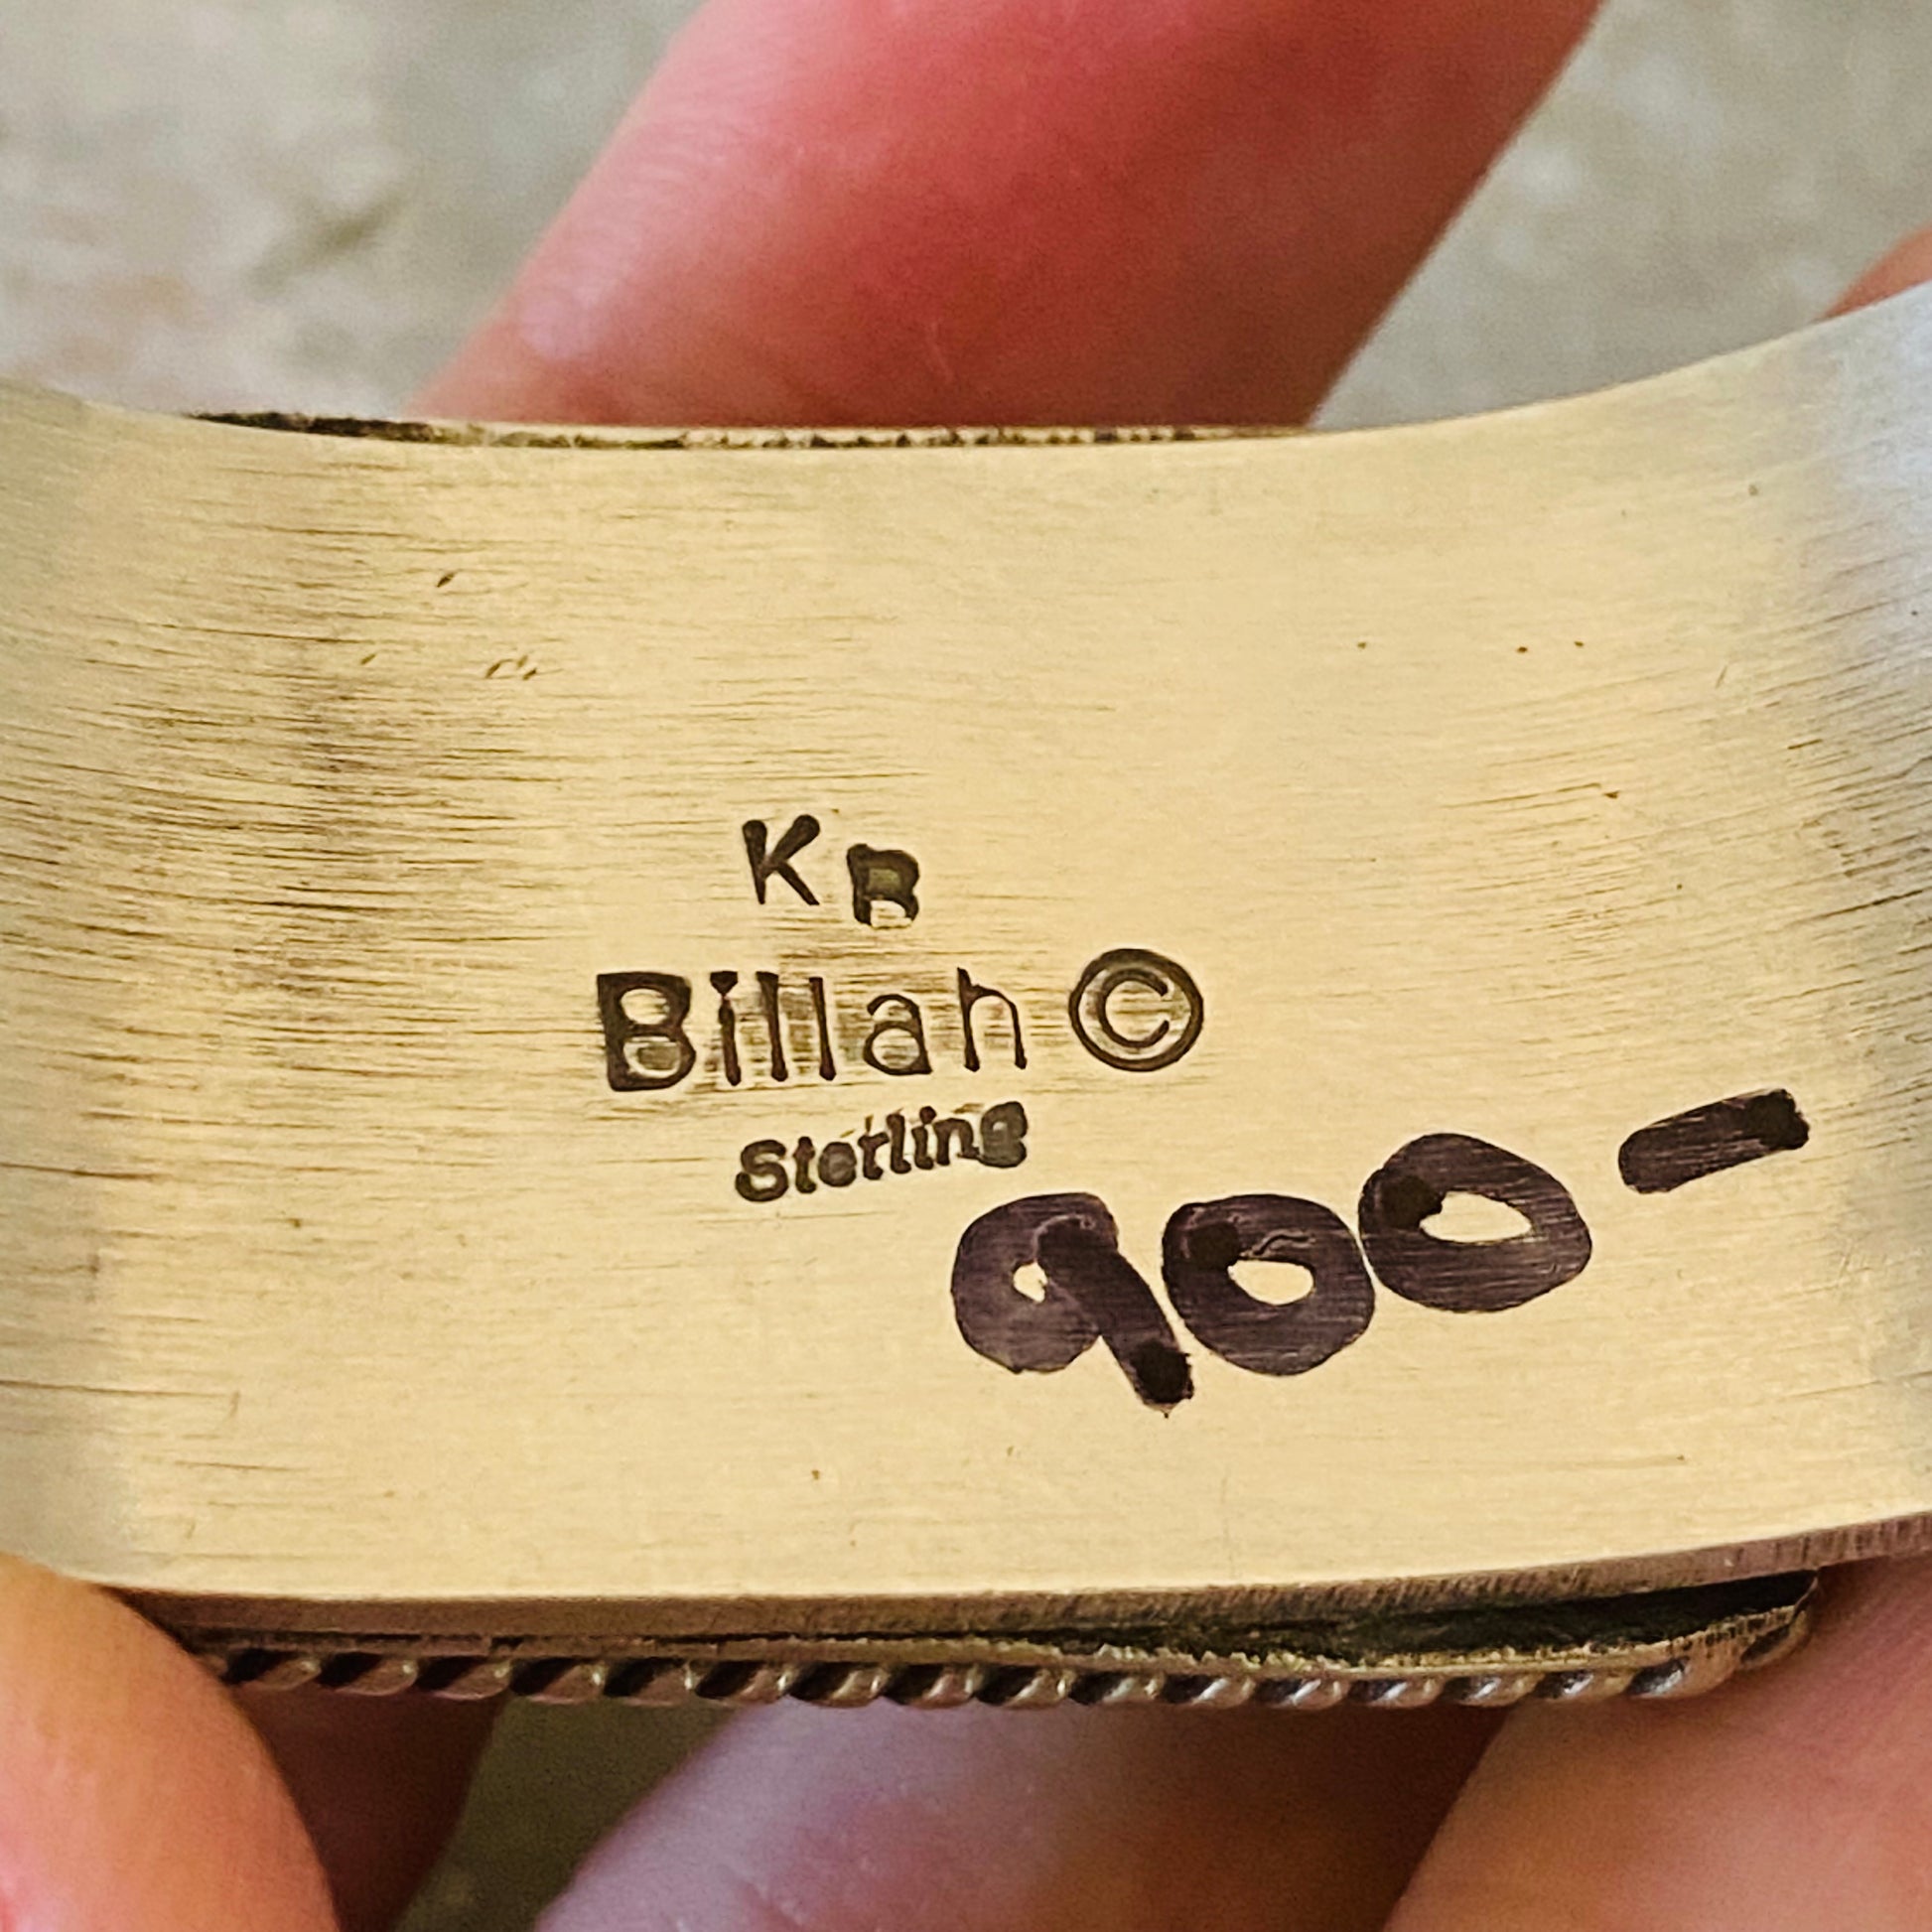 KB
Billah ©
Sterling
900-